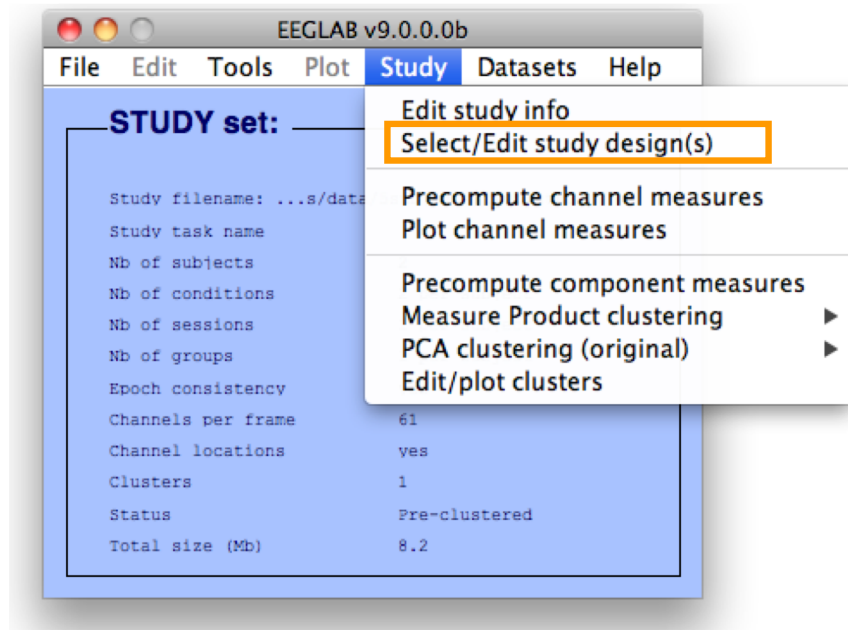 EEGLAB v9.0.0.0b
File Edit Tools Plot Study Datasets Help
STUDY set:
Edit study info
Select/Edit study design(s)
Precompute channel measures
Plot channel measures
Precompute component measures
Measure Product clustering
PCA clustering (original)
Edit/plot clusters
Study filename: ...s/data
Study task name
Nb of subjects
Nb of conditions
Nb of sessions
Nb of groups
Epoch consistency
Channels per frame 61
Channel locations yes
Clusters 1
Status Pre-clustered
Total size (Mb) 8.2